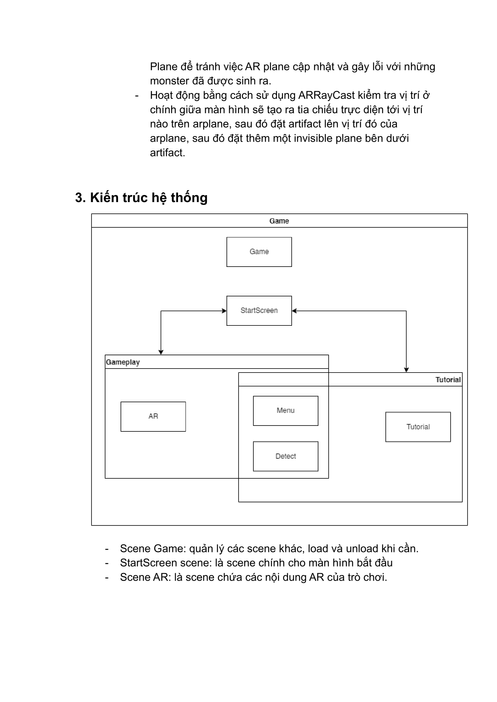 Plane để tránh việc AR plane cập nhật và gây lỗi với những
monster đã được sinh ra.
- Hoạt động bằng cách sử dụng ARRayCast kiểm tra vị trí ở
chính giữa màn hình sẽ tạo ra tia chiếu trực diện tới vị trí
nào trên arplane, sau đó đặt artifact lên vị trí đó của
arplane, sau đó đặt thêm một invisible plane bên dưới
artifact.
3. Kiến trúc hệ thống
Game
Game
StartScreen
Gameplay
Tutorial
AR
Menu
Tutorial
Detect
- Scene Game: quản lý các scene khác, load và unload khi cần.
- StartScreen scene: là scene chính cho màn hình bắt đầu
- Scene AR: là scene chứa các nội dung AR của trò chơi.